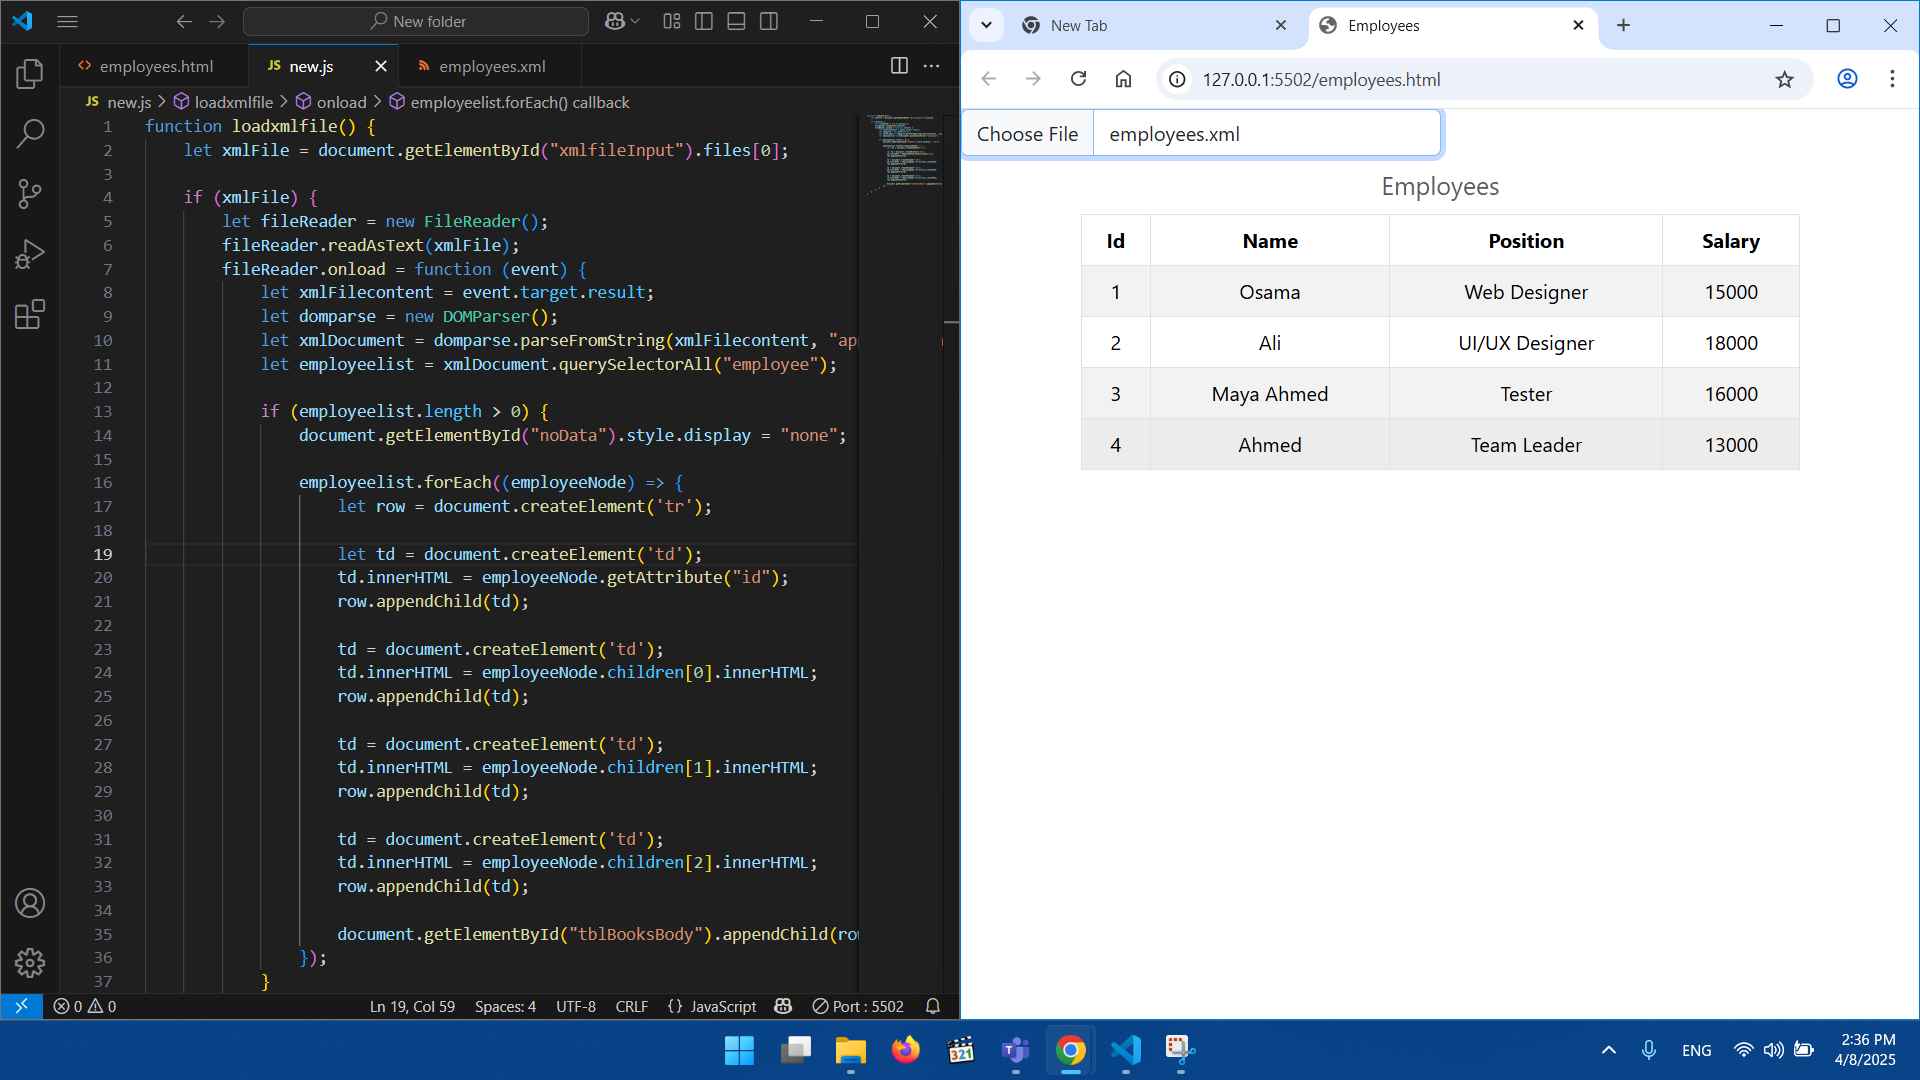 New folder
employees.html
JS new.js
employees.xml
JS new.js > loadxmlfile > onload > employeelist.forEach() callback
1 function loadxmlfile() {
2 let xmlFile = document.getElementById("xmlfileInput").files[0];
3
4 if (xmlFile) {
5 let fileReader = new FileReader();
6 fileReader.readAsText(xmlFile);
7 fileReader.onload = function (event) {
8 let xmlFilecontent = event.target.result;
9 let domparse = new DOMParser();
10 let xmlDocument = domparse.parseFromString(xmlFilecontent, "ap
11 let employeelist = xmlDocument.querySelectorAll("employee");
12
13 if (employeelist.length > 0) {
14 document.getElementById("noData").style.display = "none";
15
16 employeelist.forEach((employeeNode) => {
17 let row = document.createElement('tr');
18
19 let td = document.createElement('td');
20 td.innerHTML = employeeNode.getAttribute("id");
21 row.appendChild(td);
22
23 td = document.createElement('td');
24 td.innerHTML = employeeNode.children[0].innerHTML;
25 row.appendChild(td);
26
27 td = document.createElement('td');
28 td.innerHTML = employeeNode.children[1].innerHTML;
29 row.appendChild(td);
30
31 td = document.createElement('td');
32 td.innerHTML = employeeNode.children[2].innerHTML;
33 row.appendChild(td);
34
35 document.getElementById("tblBooksBody").appendChild(ro
36 });
37 }
0 0
Ln 19, Col 59
Spaces: 4
UTF-8
CRLF
{} JavaScript
Port : 5502
New Tab
Employees
127.0.0.1:5502/employees.html
Choose File employees.xml
Employees
Id Name Position Salary
1 Osama Web Designer 15000
2 Ali UI/UX Designer 18000
3 Maya Ahmed Tester 16000
4 Ahmed Team Leader 13000
321
ENG
2:36 PM
4/8/2025